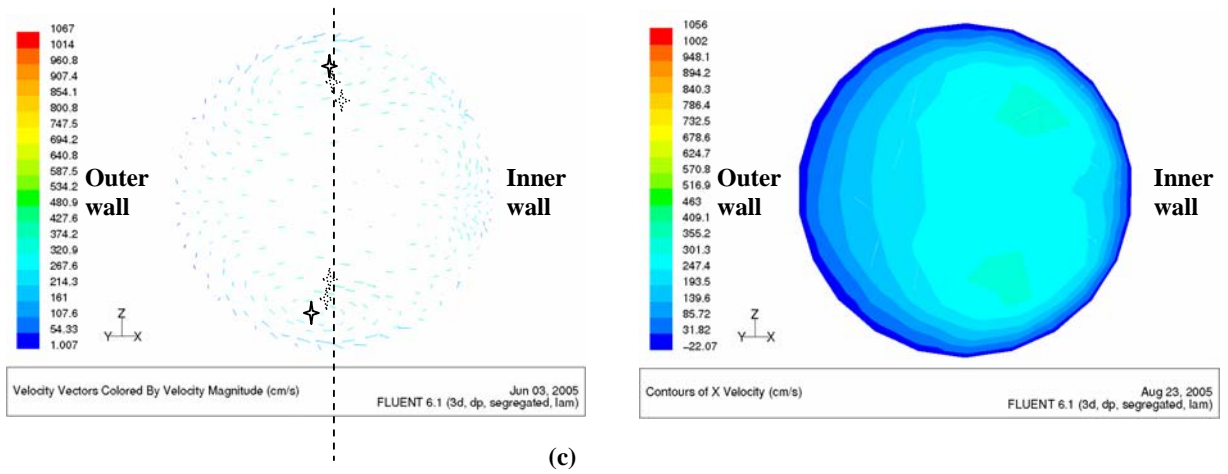 1067
1014
960.8
907.4
854.1
800.8
747.5
694.2
640.8
587.5
534.2
480.9
427.6
374.2
320.9
267.6
214.3
161
107.6
54.33
1.007
Outer
wall
Inner
wall
Z
Y X
Velocity Vectors Colored By Velocity Magnitude (cm/s)
Jun 03, 2005
FLUENT 6.1 (3d, dp, segregated, lam)
1056
1002
948.1
894.2
840.3
786.4
732.5
678.6
624.7
570.8
516.9
463
409.1
355.2
301.3
247.4
193.5
139.6
85.72
31.82
−22.07
Outer
wall
Inner
wall
Z
Y X
Contours of X Velocity (cm/s)
Aug 23, 2005
FLUENT 6.1 (3d, dp, segregated, lam)
(c)